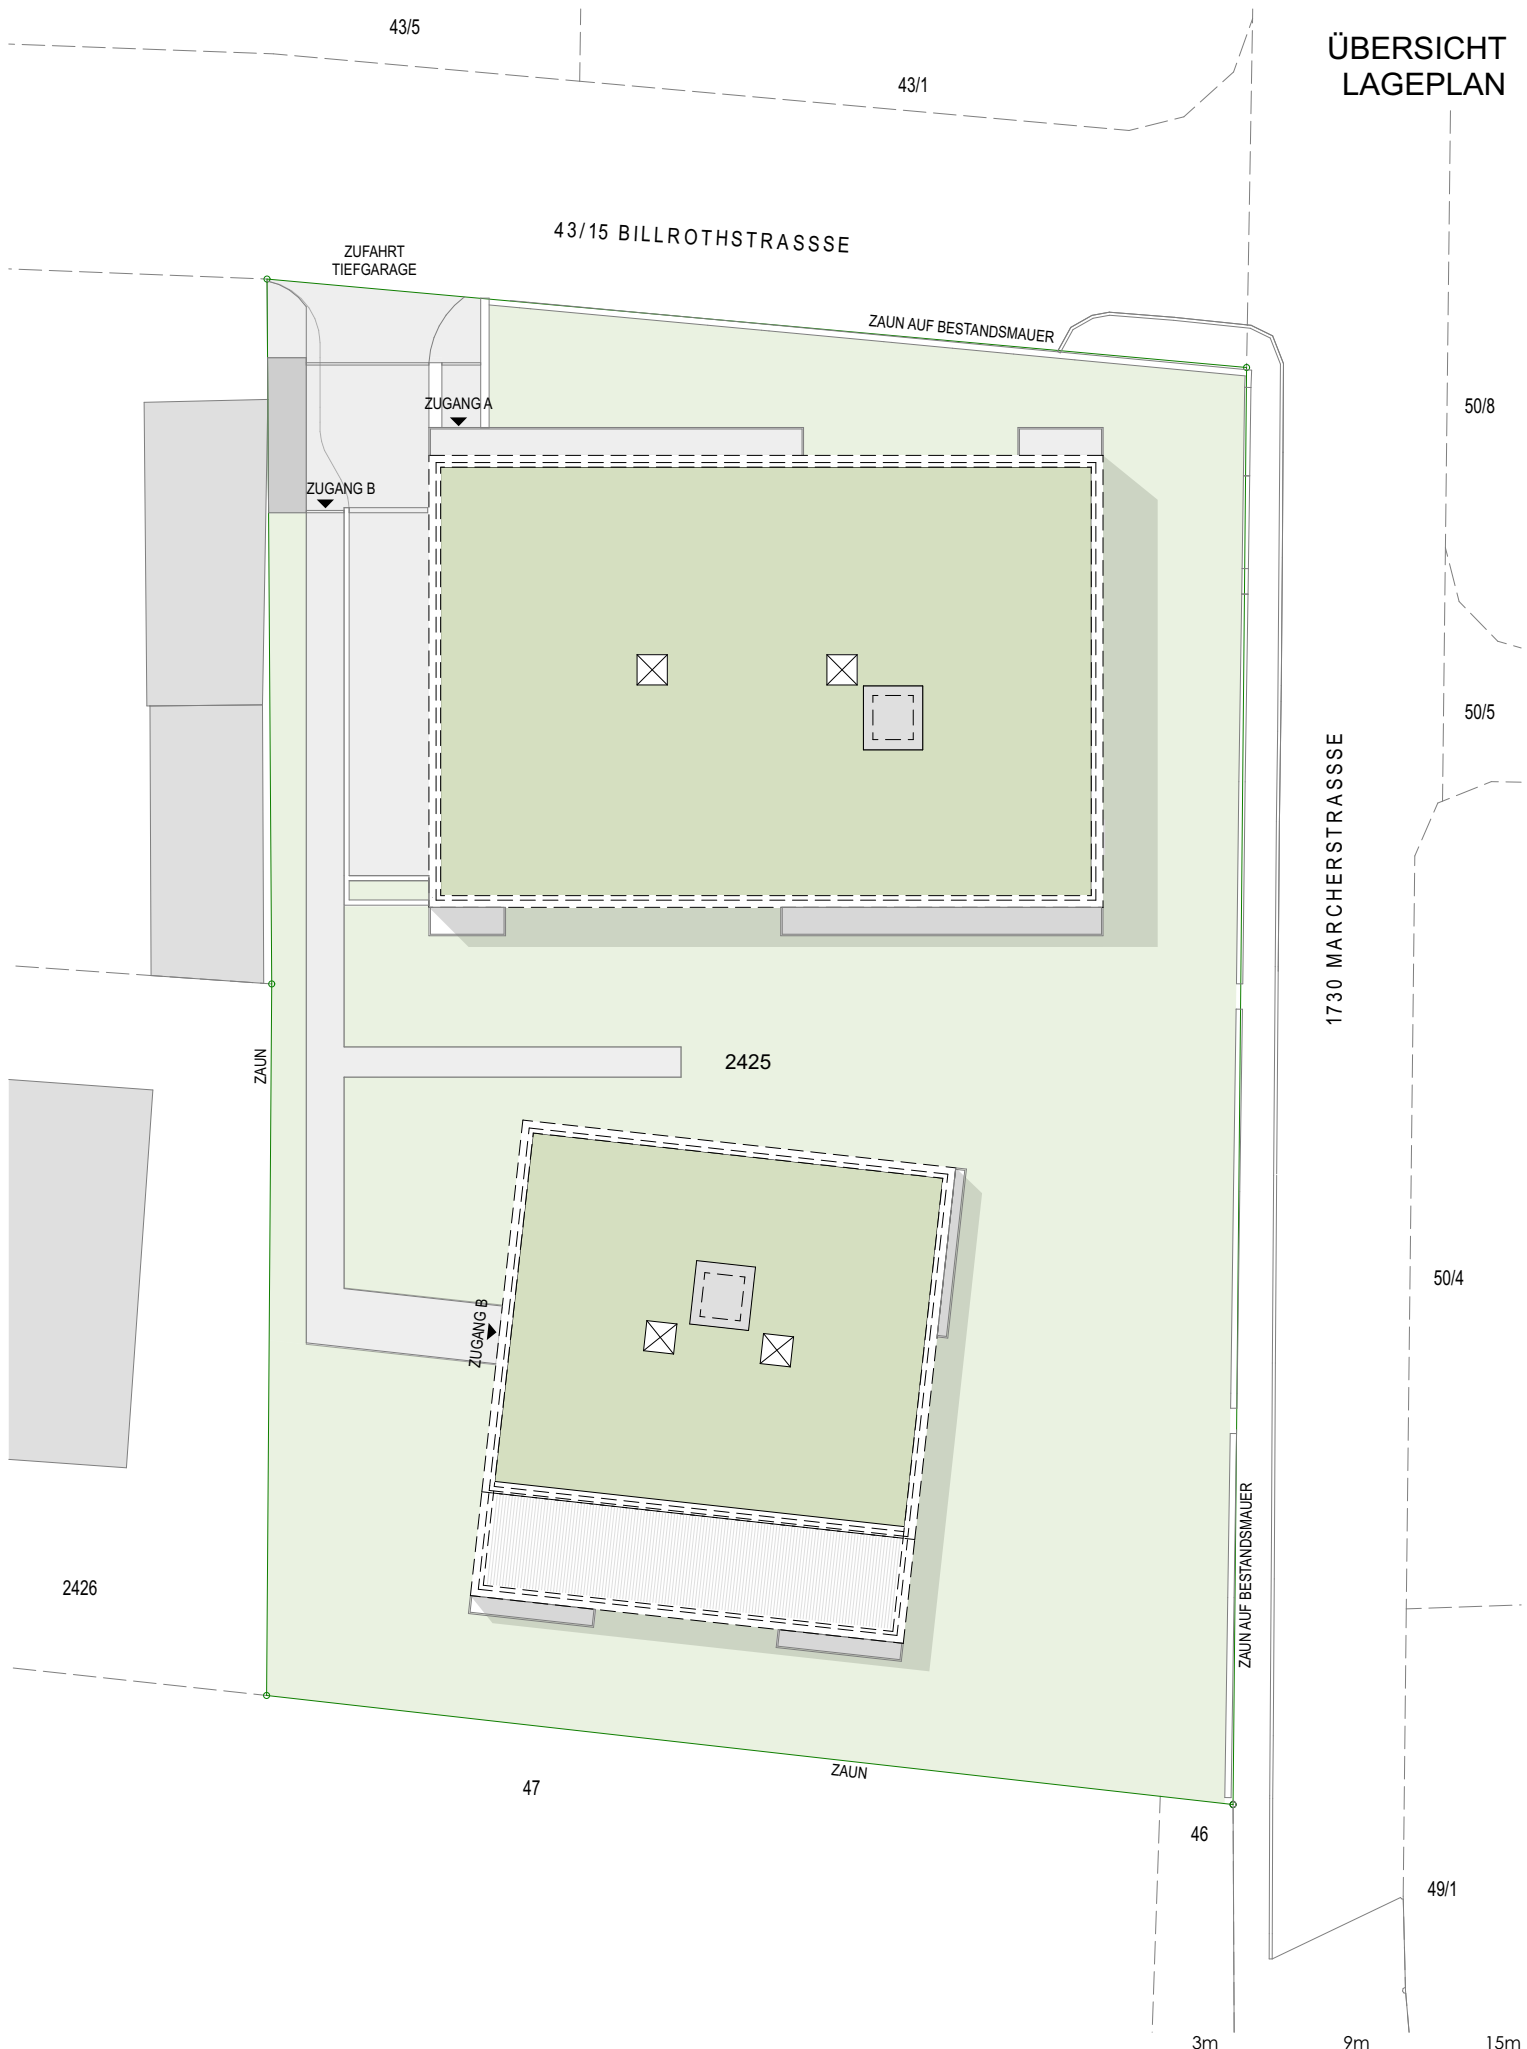 43/5
ÜBERSICHT
LAGEPLAN
43/1
43/15 BILLROTHSTRASSSE
ZUFAHRT
TIEFGARAGE
ZAUN AUF BESTANDSMAUER
ZUGANG A
50/8
ZUGANG B
50/5
1730 MARCHERSTRASSSE
ZAUN
2425
50/4
ZUGANG B
ZAUN AUF BESTANDSMAUER
2426
ZAUN
47
46
49/1
3m 9m 15m